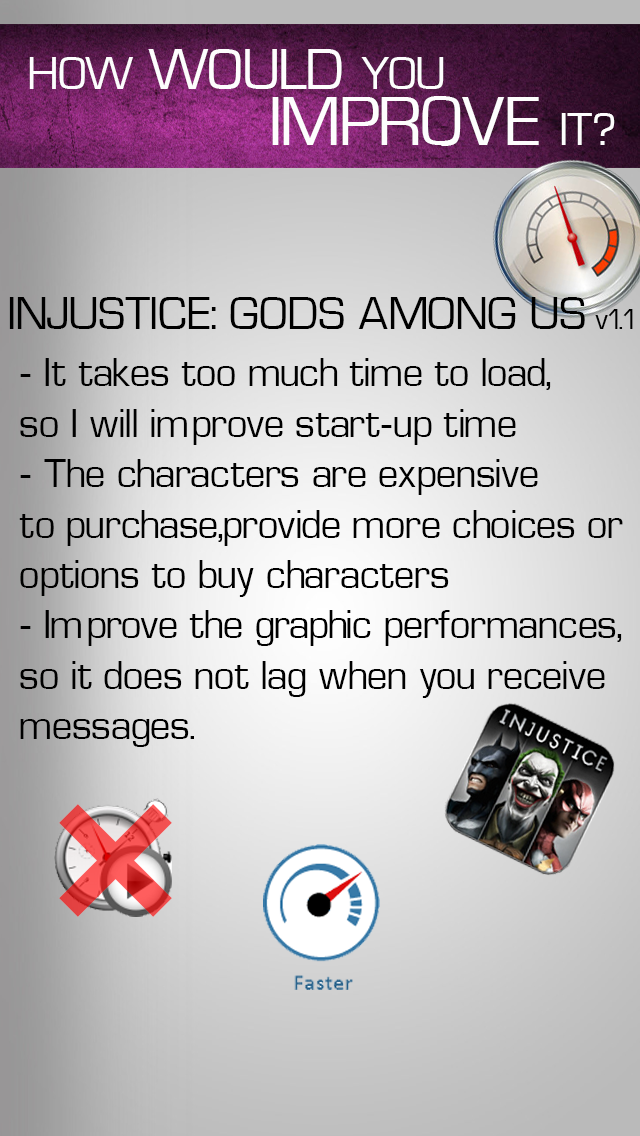 HOW WOULD YOU
IMPROVE IT?
INJUSTICE: GODS AMONG US v1.1
- It takes too much time to load,
so I will improve start-up time
- The characters are expensive
to purchase,provide more choices or
options to buy characters
- Improve the graphic performances,
so it does not lag when you receive
messages.
INJUSTICE
Faster